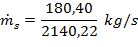 ṁₛ = 180,40 / 2140,22 kg/s